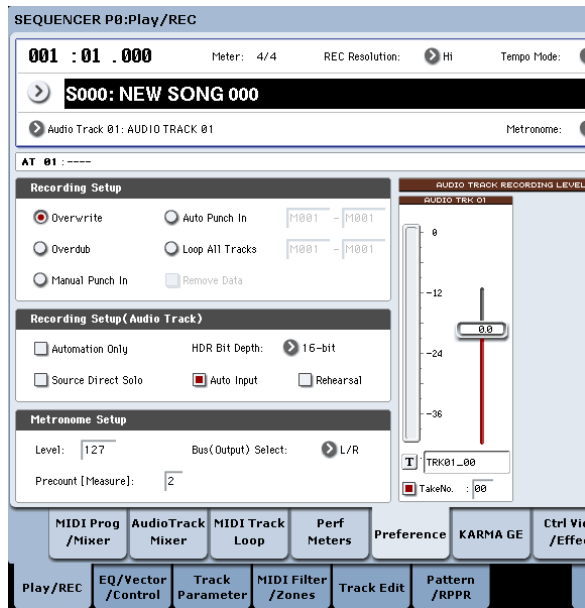 SEQUENCER P0:Play/REC
001 :01 .000 Meter: 4/4 REC Resolution: Hi Tempo Mode:
S000: NEW SONG 000
Audio Track 01: AUDIO TRACK 01 Metronome:
AT 01 :----
Recording Setup
Overwrite Auto Punch In M001 - M001
Overdub Loop All Tracks M001 - M001
Manual Punch In Remove Data
Recording Setup(Audio Track)
Automation Only HDR Bit Depth: 16-bit
Source Direct Solo Auto Input Rehearsal
Metronome Setup
Level: 127 Bus(Output) Select: L/R
Precount [Measure]: 2
AUDIO TRACK RECORDING LEVEL
AUDIO TRK 01
0
-12
0.0
-24
-36
T TRK01_00
TakeNo. : 00
MIDI Prog /Mixer AudioTrack Mixer MIDI Track Loop Perf Meters Preference KARMA GE Ctrl
Play/REC EQ/Vector /Control Track Parameter MIDI Filter /Zones Track Edit Pattern /RPPR